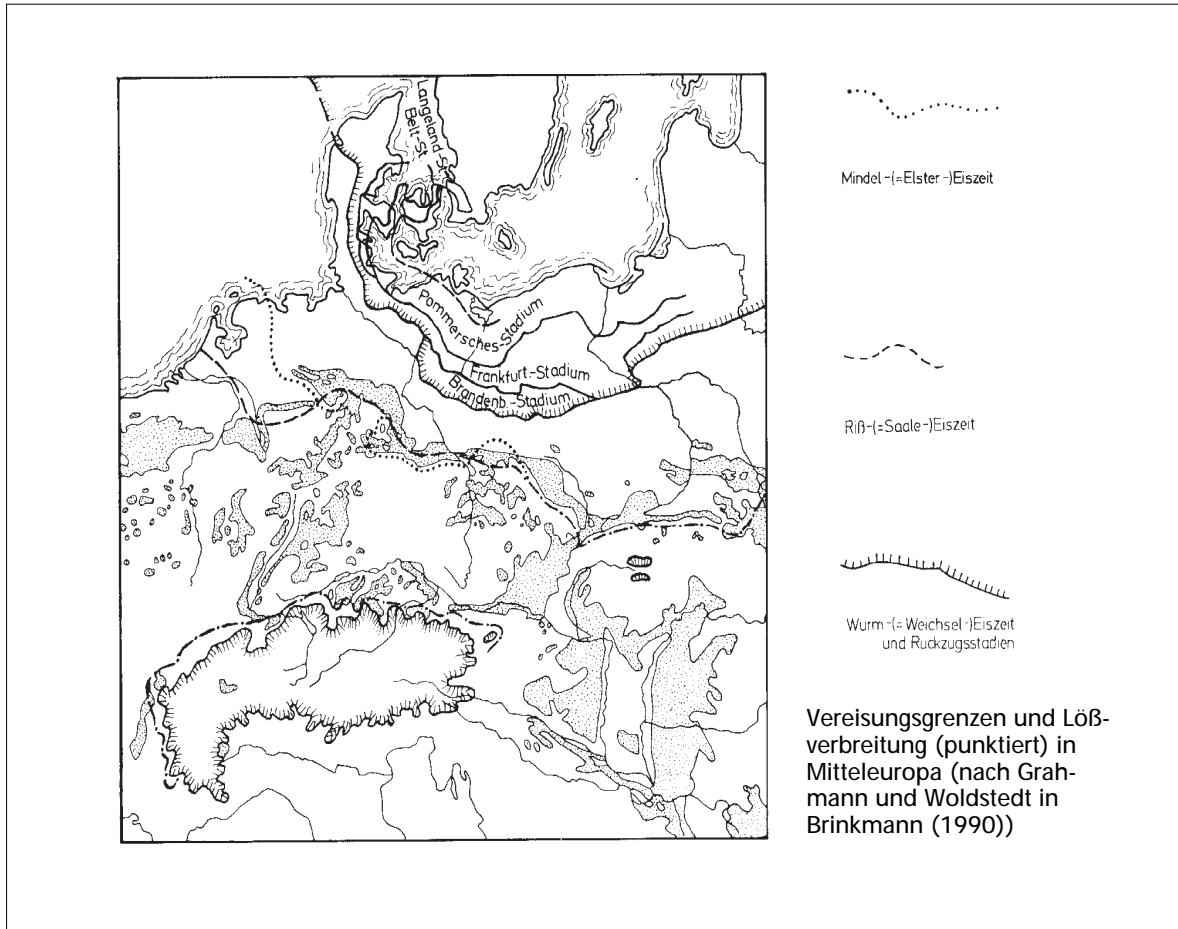 Langeland-St.
Belt-St.
Pommersches-Stadium
Frankfurt-Stadium
Brandenb.-Stadium
Mindel-(=Elster-)Eiszeit
Riß-(=Saale-)Eiszeit
Wurm-(=Weichsel-)Eiszeit
und Ruckzugsstadien
Vereisungsgrenzen und Löß-
verbreitung (punktiert) in
Mitteleuropa (nach Grah-
mann und Woldstedt in
Brinkmann (1990))